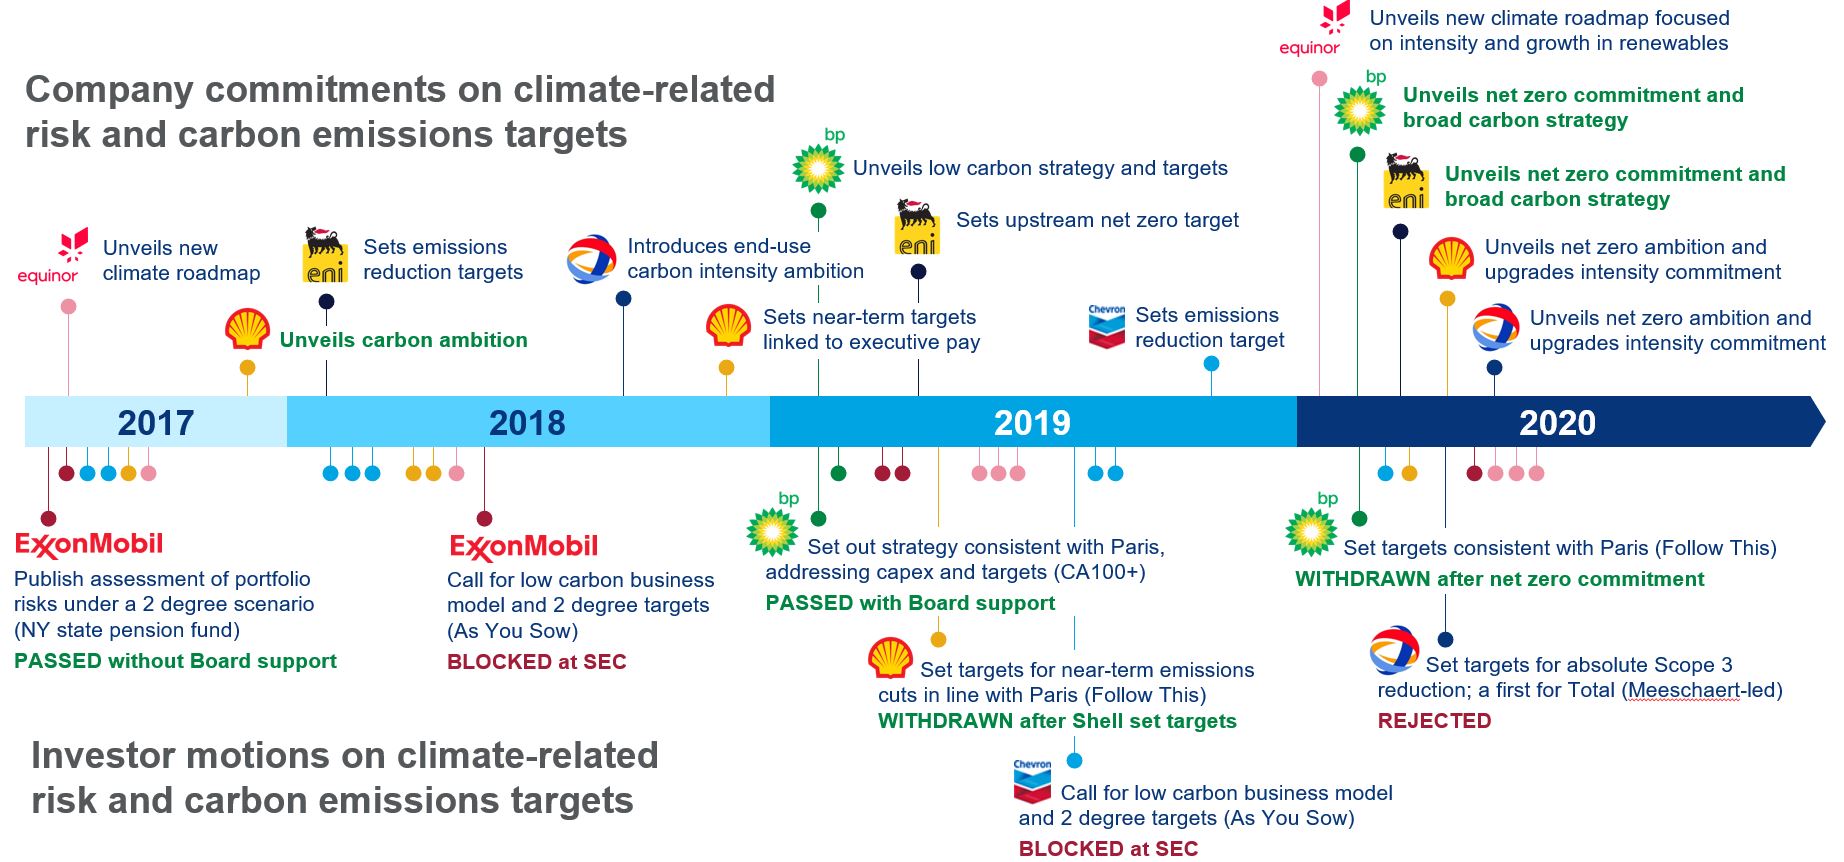 Company commitments on climate-related
risk and carbon emissions targets
equinor
Unveils new
climate roadmap
Unveils carbon ambition
eni
Sets emissions
reduction targets
Introduces end-use
carbon intensity ambition
Sets near-term targets
linked to executive pay
bp
Unveils low carbon strategy and targets
eni
Sets upstream net zero target
Chevron
Sets emissions
reduction target
equinor
Unveils new climate roadmap focused
on intensity and growth in renewables
bp
Unveils net zero commitment and
broad carbon strategy
eni
Unveils net zero commitment and
broad carbon strategy
Unveils net zero ambition and
upgrades intensity commitment
Unveils net zero ambition and
upgrades intensity commitment
2017
2018
2019
2020
ExxonMobil
Publish assessment of portfolio
risks under a 2 degree scenario
(NY state pension fund)
PASSED without Board support
ExxonMobil
Call for low carbon business
model and 2 degree targets
(As You Sow)
BLOCKED at SEC
bp
Set out strategy consistent with Paris,
addressing capex and targets (CA100+)
PASSED with Board support
Set targets for near-term emissions
cuts in line with Paris (Follow This)
WITHDRAWN after Shell set targets
Chevron
Call for low carbon business model
and 2 degree targets (As You Sow)
BLOCKED at SEC
bp
Set targets consistent with Paris (Follow This)
WITHDRAWN after net zero commitment
Set targets for absolute Scope 3
reduction; a first for Total (Meeschaert-led)
REJECTED
Investor motions on climate-related
risk and carbon emissions targets